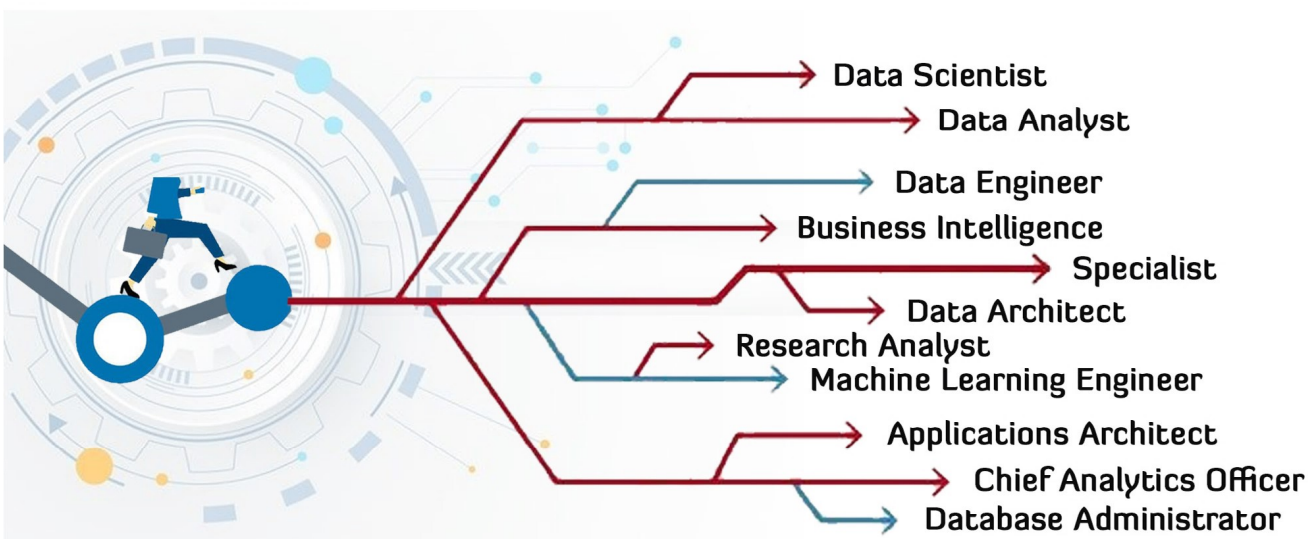 Data Scientist
Data Analyst
Data Engineer
Business Intelligence
Specialist
Data Architect
Research Analyst
Machine Learning Engineer
Applications Architect
Chief Analytics Officer
Database Administrator